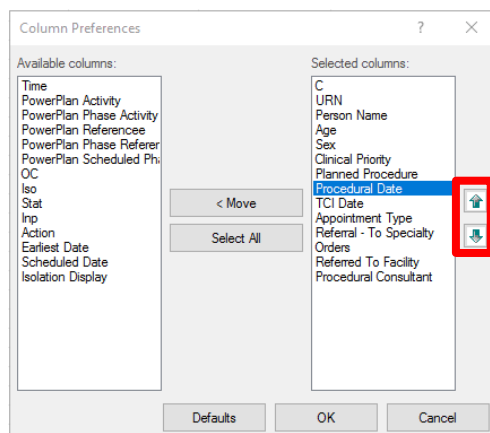 Column Preferences ?
Available columns:
Time
PowerPlan Activity
PowerPlan Phase Activity
PowerPlan Referencee
PowerPlan Phase Referer
PowerPlan Scheduled Pha
OC
Iso
Stat
Inp
Action
Earliest Date
Scheduled Date
Isolation Display
< Move
Select All
Selected columns:
C
URN
Person Name
Age
Sex
Clinical Priority
Planned Procedure
Procedural Date
TCI Date
Appointment Type
Referral - To Specialty
Orders
Referred To Facility
Procedural Consultant
Defaults
OK
Cancel